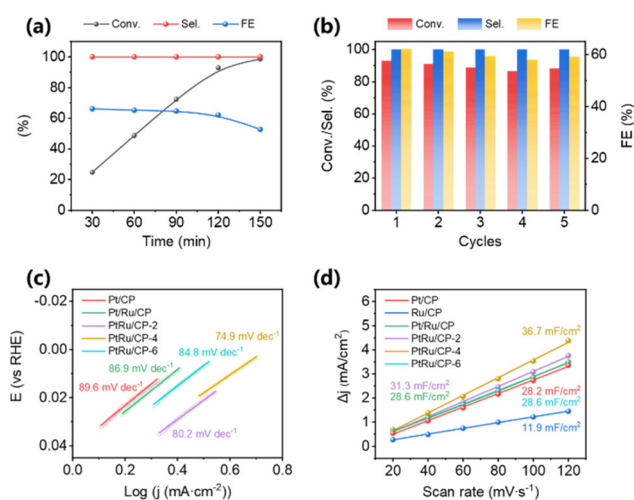 (a)
Conv. Sel. FE
100
80
60
40
20
0
(%)
30 60 90 120 150
Time (min)
(b)
Conv. Sel. FE
100
80
60
40
20
0
Conv./Sel. (%)
60
50
40
30
20
10
0
FE (%)
1 2 3 4 5
Cycles
(c)
-0.02
0.00
0.02
0.04
E (vs RHE)
Pt/CP
Pt/Ru/CP
PtRu/CP-2
PtRu/CP-4
PtRu/CP-6
74.9 mV dec⁻¹
84.8 mV dec⁻¹
86.9 mV dec⁻¹
89.6 mV dec⁻¹
80.2 mV dec⁻¹
0.0 0.2 0.4 0.6 0.8
Log (j (mA·cm⁻²))
(d)
6
5
4
3
2
1
0
Δj (mA/cm²)
Pt/CP
Ru/CP
Pt/Ru/CP
PtRu/CP-2
PtRu/CP-4
PtRu/CP-6
36.7 mF/cm²
31.3 mF/cm²
28.6 mF/cm²
28.2 mF/cm²
28.6 mF/cm²
11.9 mF/cm²
20 40 60 80 100 120
Scan rate (mV·s⁻¹)